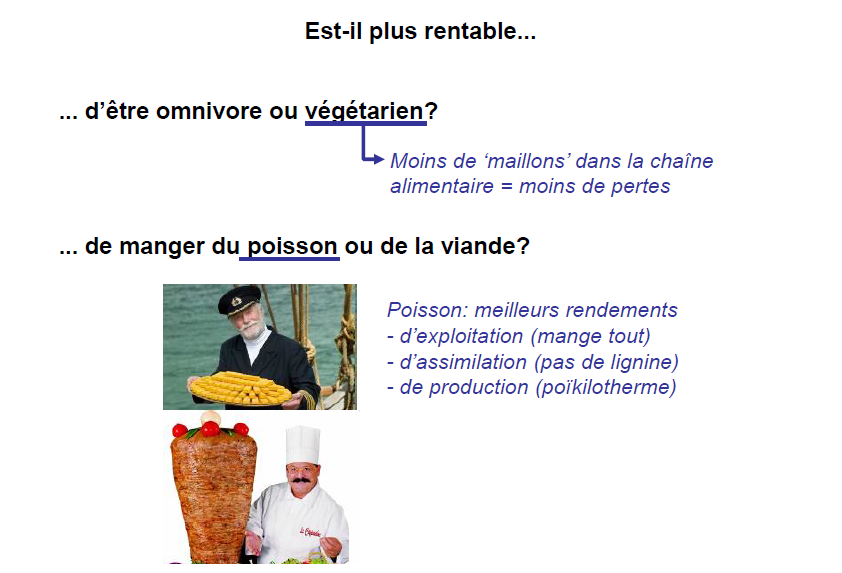 Est-il plus rentable...
... d'être omnivore ou végétarien?
Moins de ‘maillons’ dans la chaîne
alimentaire = moins de pertes
... de manger du poisson ou de la viande?
Poisson: meilleurs rendements
- d'exploitation (mange tout)
- d'assimilation (pas de lignine)
- de production (poïkilotherme)